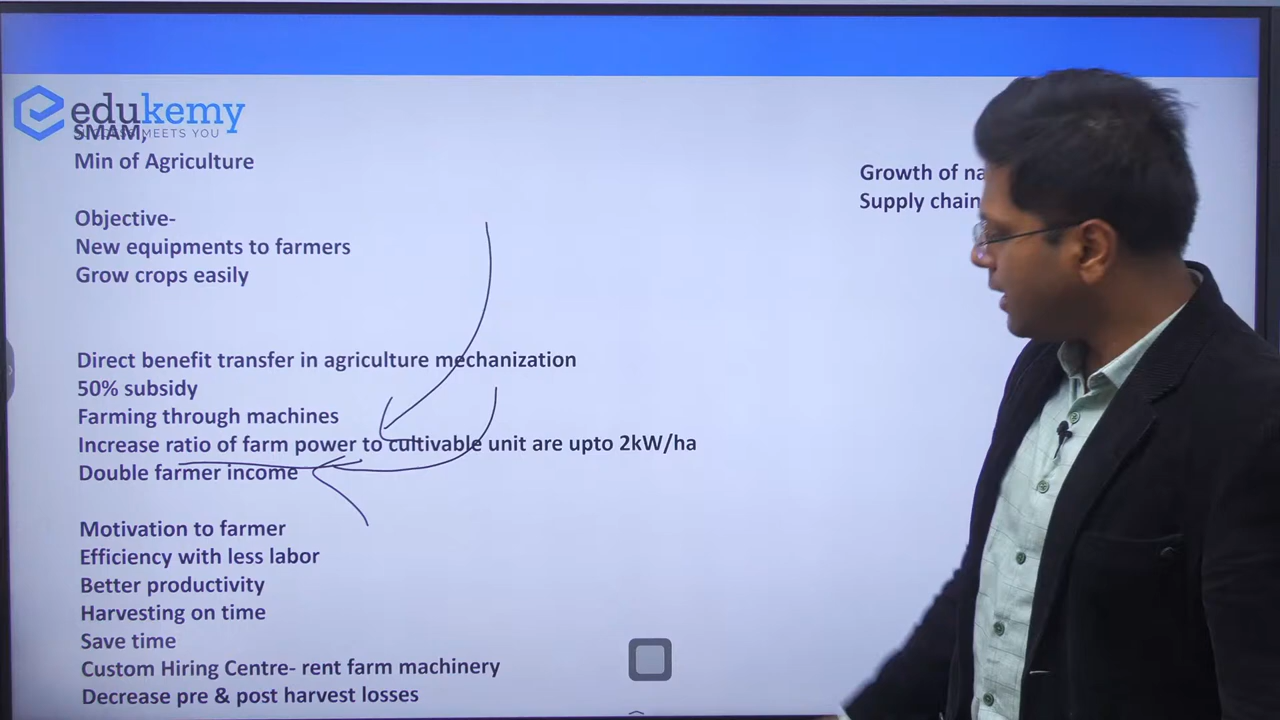 edukemy
SUCCESS MEETS YOU
SMAM,
Min of Agriculture
Objective-
New equipments to farmers
Grow crops easily
Direct benefit transfer in agriculture mechanization
50% subsidy
Farming through machines
Increase ratio of farm power to cultivable unit are upto 2kW/ha
Double farmer income
Motivation to farmer
Efficiency with less labor
Better productivity
Harvesting on time
Save time
Custom Hiring Centre- rent farm machinery
Decrease pre & post harvest losses
Growth of
Supply chain